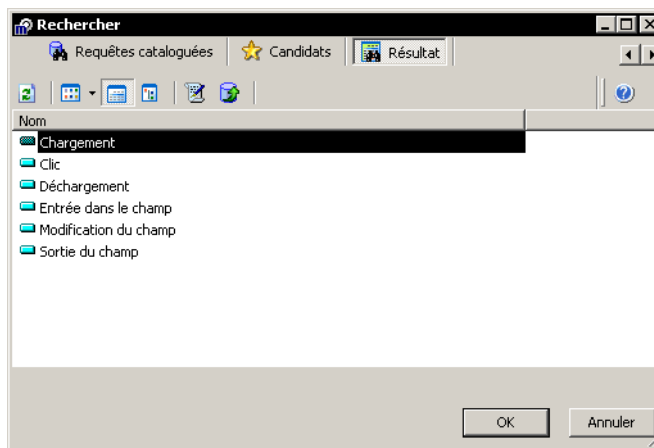 Rechercher
Requêtes cataloguées Candidats Résultat
Nom
Chargement
Clic
Déchargement
Entrée dans le champ
Modification du champ
Sortie du champ
OK Annuler